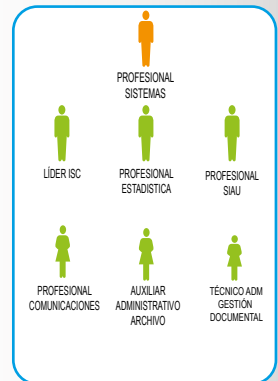 PROFESIONAL
SISTEMAS
LÍDER ISC
PROFESIONAL
ESTADISTICA
PROFESIONAL
SIAU
PROFESIONAL
COMUNICACIONES
AUXILIAR
ADMINISTRATIVO
ARCHIVO
TÉCNICO ADM
GESTIÓN
DOCUMENTAL